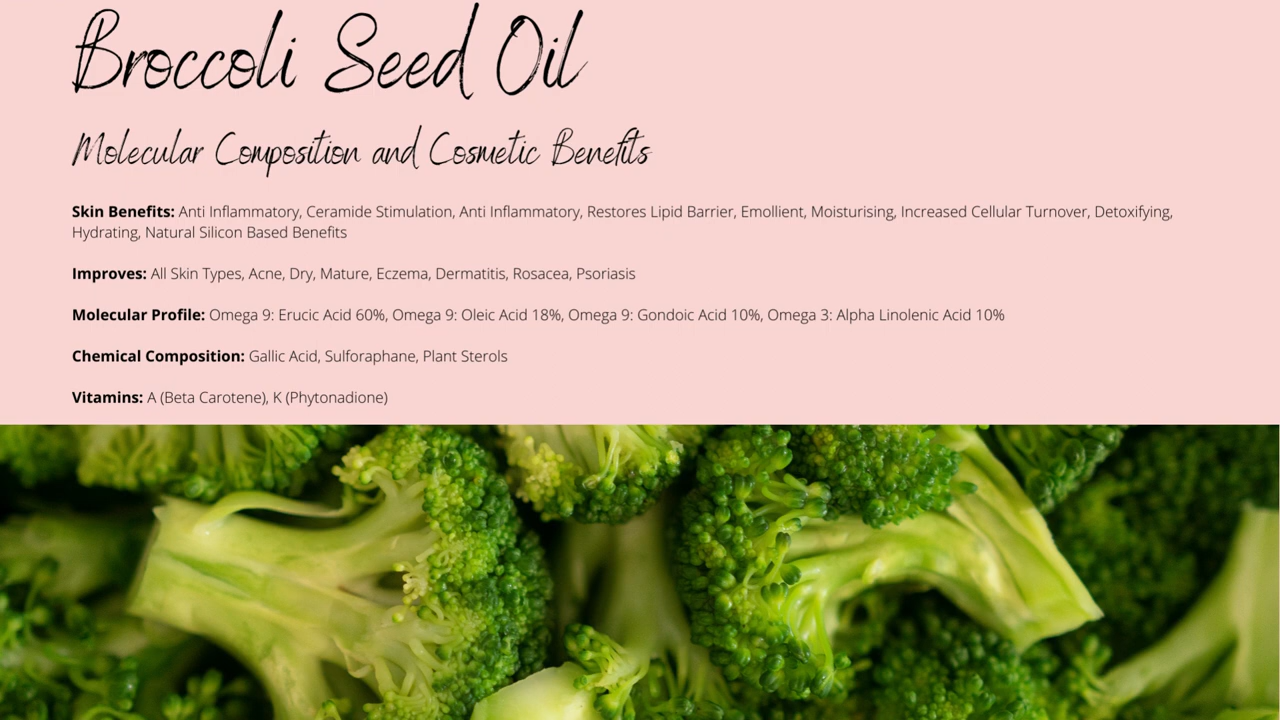 Broccoli Seed Oil
Molecular Composition and Cosmetic Benefits
Skin Benefits: Anti Inflammatory, Ceramide Stimulation, Anti Inflammatory, Restores Lipid Barrier, Emollient, Moisturising, Increased Cellular Turnover, Detoxifying,
Hydrating, Natural Silicon Based Benefits
Improves: All Skin Types, Acne, Dry, Mature, Eczema, Dermatitis, Rosacea, Psoriasis
Molecular Profile: Omega 9: Erucic Acid 60%, Omega 9: Oleic Acid 18%, Omega 9: Gondoic Acid 10%, Omega 3: Alpha Linolenic Acid 10%
Chemical Composition: Gallic Acid, Sulforaphane, Plant Sterols
Vitamins: A (Beta Carotene), K (Phytonadione)